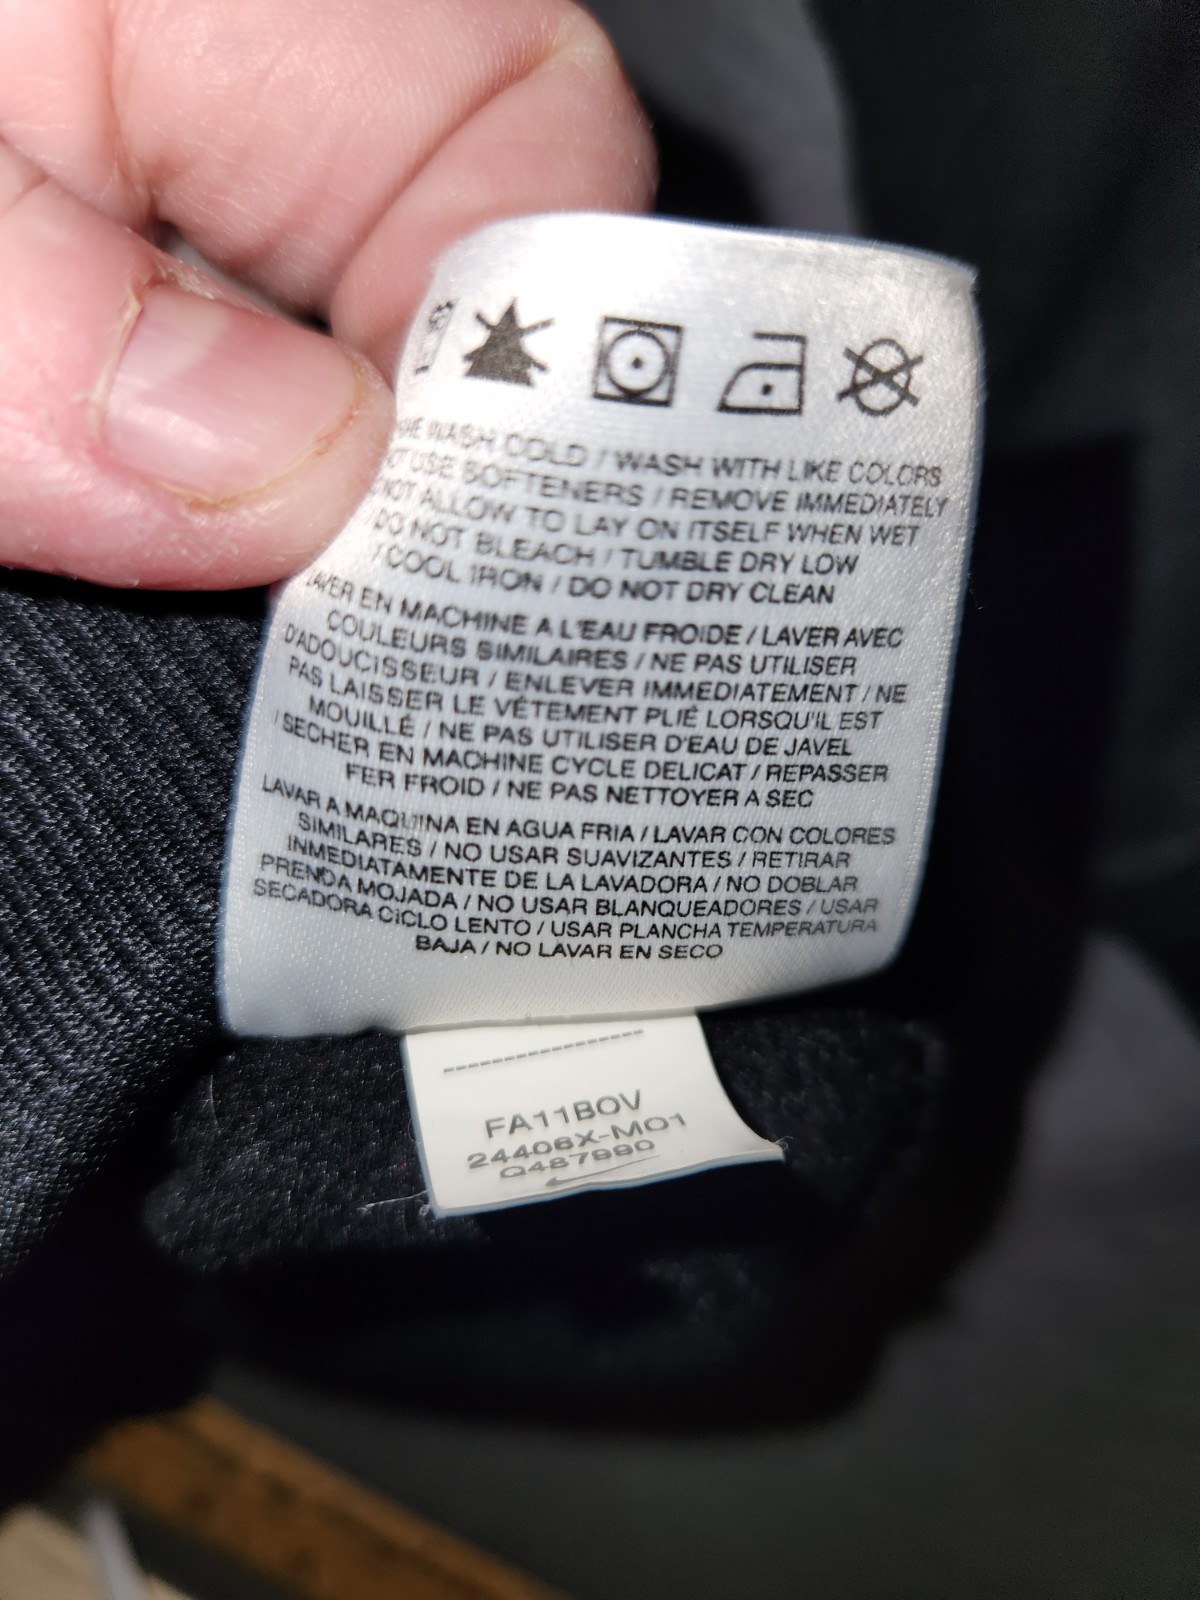 WASH COLD / WASH WITH LIKE COLORS
USE SOFTENERS / REMOVE IMMEDIATELY
NOT ALLOW TO LAY ON ITSELF WHEN WET
DO NOT BLEACH / TUMBLE DRY LOW
/ COOL IRON / DO NOT DRY CLEAN
LAVER EN MACHINE A L'EAU FROIDE / LAVER AVEC
COULEURS SIMILAIRES / NE PAS UTILISER
D'ADOUCISSEUR / ENLEVER IMMEDIATEMENT / NE
PAS LAISSER LE VÊTEMENT PLIÉ LORSQU'IL EST
MOUILLÉ / NE PAS UTILISER D'EAU DE JAVEL
/ SECHER EN MACHINE CYCLE DELICAT / REPASSER
FER FROID / NE PAS NETTOYER A SEC
LAVAR A MAQUINA EN AGUA FRIA / LAVAR CON COLORES
SIMILARES / NO USAR SUAVIZANTES / RETIRAR
INMEDIATAMENTE DE LA LAVADORA / NO DOBLAR
PRENDA MOJADA / NO USAR BLANQUEADORES / USAR
SECADORA CICLO LENTO / USAR PLANCHA TEMPERATURA
BAJA / NO LAVAR EN SECO
FA11BOV
24406X-MO1
Q487990